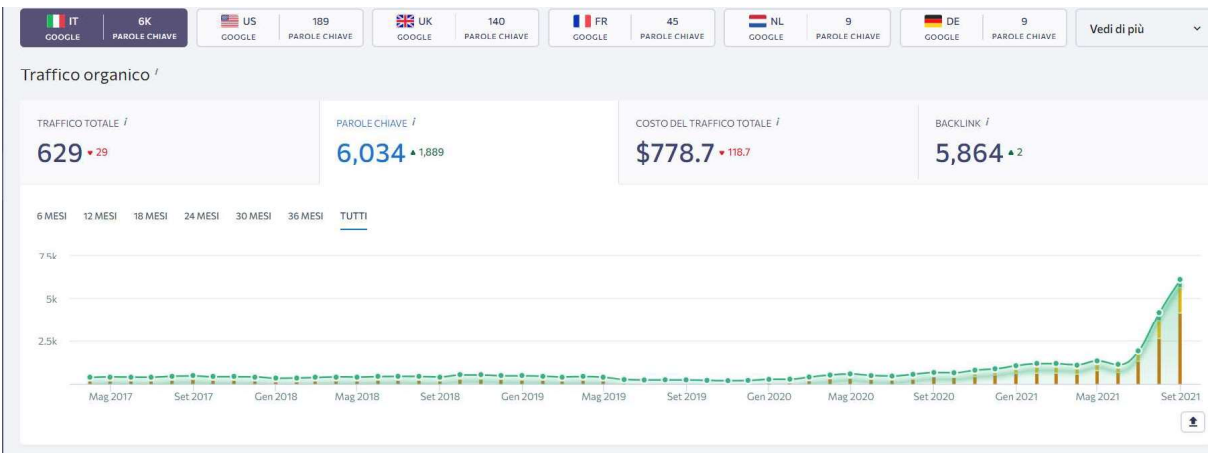 IT 6K US 189 UK 140 FR 45 NL 9 DE 9 Vedi di più
GOOGLE PAROLE CHIAVE GOOGLE PAROLE CHIAVE GOOGLE PAROLE CHIAVE GOOGLE PAROLE CHIAVE GOOGLE PAROLE CHIAVE GOOGLE PAROLE CHIAVE
Traffico organico i
TRAFFICO TOTALE i PAROLE CHIAVE i COSTO DEL TRAFFICO TOTALE i BACKLINK i
629 29 6,034 1,889 $778.7 118.7 5,864 2
6 MESI 12 MESI 18 MESI 24 MESI 30 MESI 36 MESI TUTTI
7.5k
5k
2.5k
Mag 2017 Set 2017 Gen 2018 Mag 2018 Set 2018 Gen 2019 Mag 2019 Set 2019 Gen 2020 Mag 2020 Set 2020 Gen 2021 Mag 2021 Set 2021